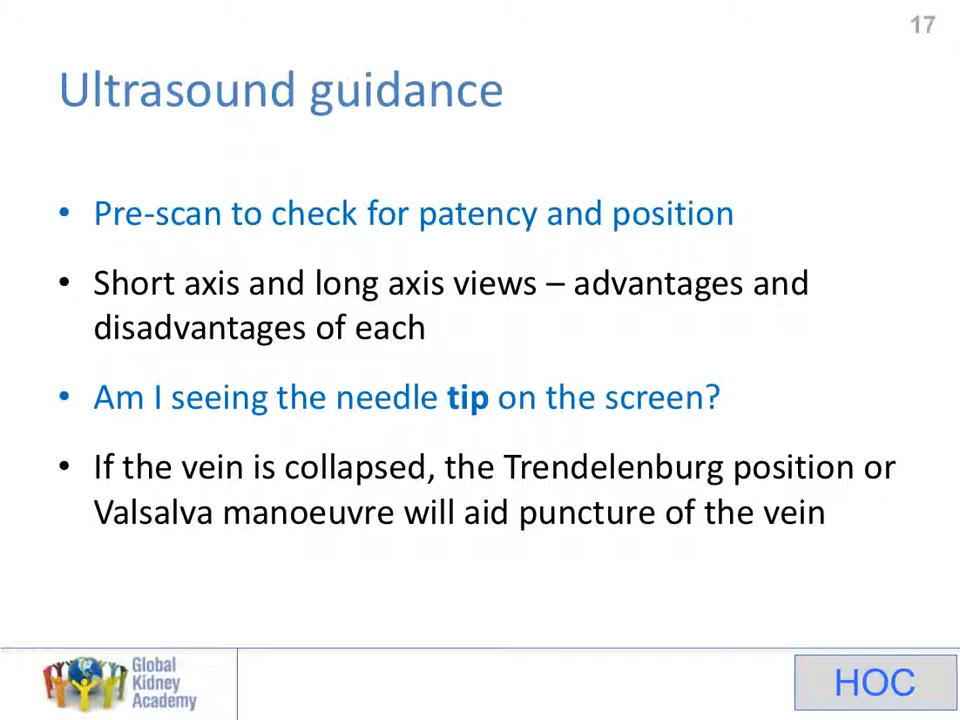 17
Ultrasound guidance
• Pre-scan to check for patency and position
• Short axis and long axis views – advantages and
disadvantages of each
• Am I seeing the needle tip on the screen?
• If the vein is collapsed, the Trendelenburg position or
Valsalva manoeuvre will aid puncture of the vein
Global
Kidney
Academy
HOC